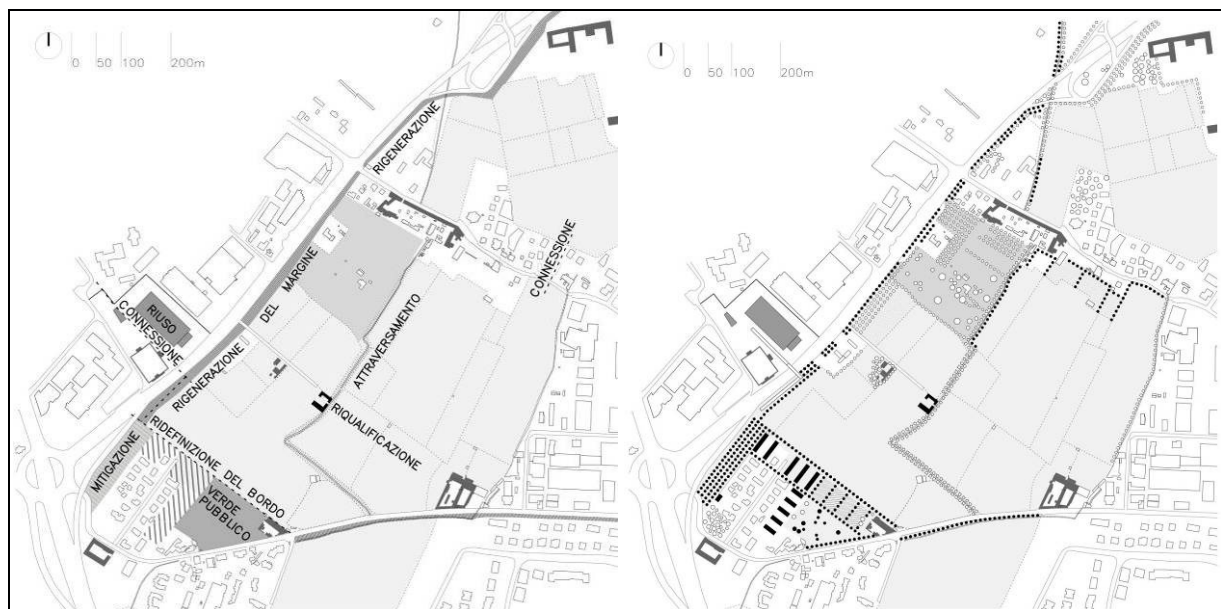 0 50 100 200m
RIGENERAZIONE
DEL MARGINE
RIGENERAZIONE
CONNESSIONE
RIUSO
CONNESSIONE
ATTRAVERSAMENTO
RIQUALIFICAZIONE
MITIGAZIONE
RIDEFINIZIONE DEL BORDO
VERDE
PUBBLICO
0 50 100 200m